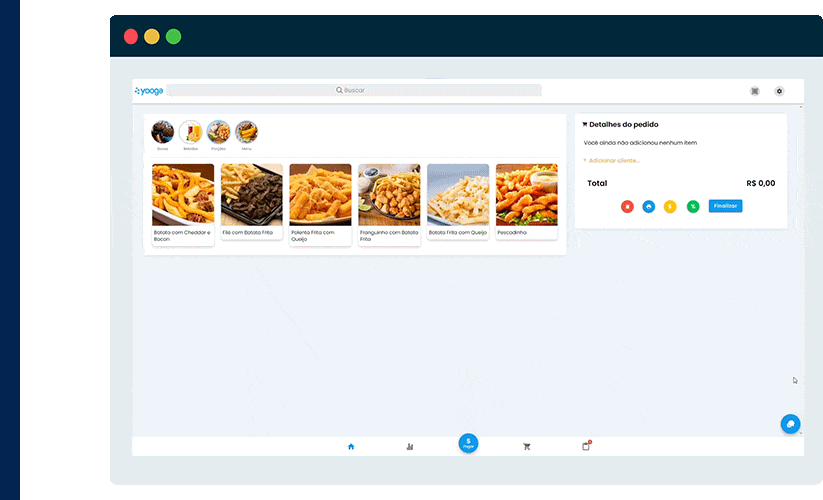 yooga
Buscar
Bebidas
Porções
Menu
Batata com Cheddar e
Bacon
Filé com Batata Frita
Polenta Frita com
Queijo
Franguinho com Batata
Frita
Batata Frita com Queijo
Pescadinha
Detalhes do pedido
Você ainda não adicionou nenhum item
+ Adicionar cliente...
Total
R$ 0,00
$
%
Finalizar
$
Pagar